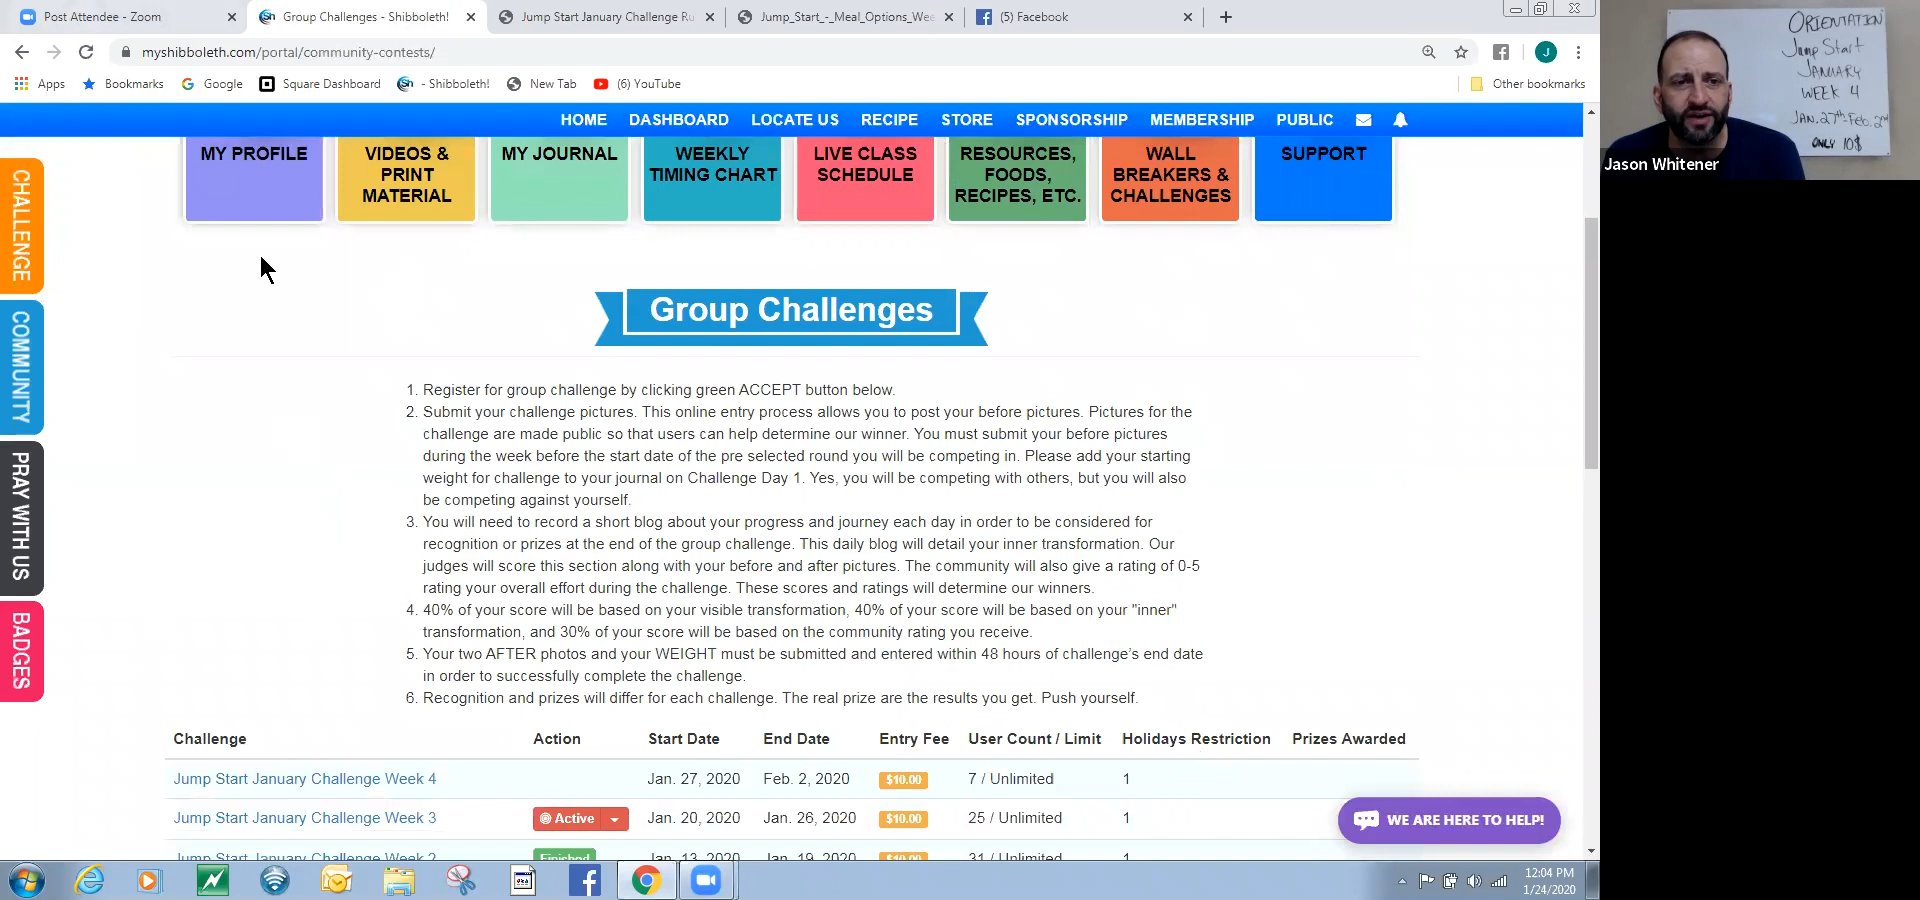 Post Attendee - Zoom
Group Challenges - Shibboleth!
Jump Start January Challenge Ru
Jump_Start_-_Meal_Options_Wee
(5) Facebook
myshibboleth.com/portal/community-contests/
J
Apps
Bookmarks
Google
Square Dashboard
- Shibboleth!
New Tab
(6) YouTube
Other bookmarks
HOME DASHBOARD LOCATE US RECIPE STORE SPONSORSHIP MEMBERSHIP PUBLIC
MY PROFILE
VIDEOS &
PRINT
MATERIAL
MY JOURNAL
WEEKLY
TIMING CHART
LIVE CLASS
SCHEDULE
RESOURCES,
FOODS,
RECIPES, ETC.
WALL
BREAKERS &
CHALLENGES
SUPPORT
CHALLENGE
COMMUNITY
PRAY WITH US
BADGES
Group Challenges
1. Register for group challenge by clicking green ACCEPT button below.
2. Submit your challenge pictures. This online entry process allows you to post your before pictures. Pictures for the
challenge are made public so that users can help determine our winner. You must submit your before pictures
during the week before the start date of the pre selected round you will be competing in. Please add your starting
weight for challenge to your journal on Challenge Day 1. Yes, you will be competing with others, but you will also
be competing against yourself.
3. You will need to record a short blog about your progress and journey each day in order to be considered for
recognition or prizes at the end of the group challenge. This daily blog will detail your inner transformation. Our
judges will score this section along with your before and after pictures. The community will also give a rating of 0-5
rating your overall effort during the challenge. These scores and ratings will determine our winners.
4. 40% of your score will be based on your visible transformation, 40% of your score will be based on your "inner"
transformation, and 30% of your score will be based on the community rating you receive.
5. Your two AFTER photos and your WEIGHT must be submitted and entered within 48 hours of challenge's end date
in order to successfully complete the challenge.
6. Recognition and prizes will differ for each challenge. The real prize are the results you get. Push yourself.
Challenge Action Start Date End Date Entry Fee User Count / Limit Holidays Restriction Prizes Awarded
Jump Start January Challenge Week 4 Jan. 27, 2020 Feb. 2, 2020 $10.00 7 / Unlimited 1
Jump Start January Challenge Week 3 Active Jan. 20, 2020 Jan. 26, 2020 $10.00 25 / Unlimited 1
Jump Start January Challenge Week 2 Finished Jan. 13, 2020 Jan. 19, 2020 $10.00 31 / Unlimited 1
WE ARE HERE TO HELP!
12:04 PM
1/24/2020
ORIENTATION
Jump Start
JANUARY
WEEK 4
JAN. 27th-Feb. 2nd
ONLY 10$
Jason Whitener